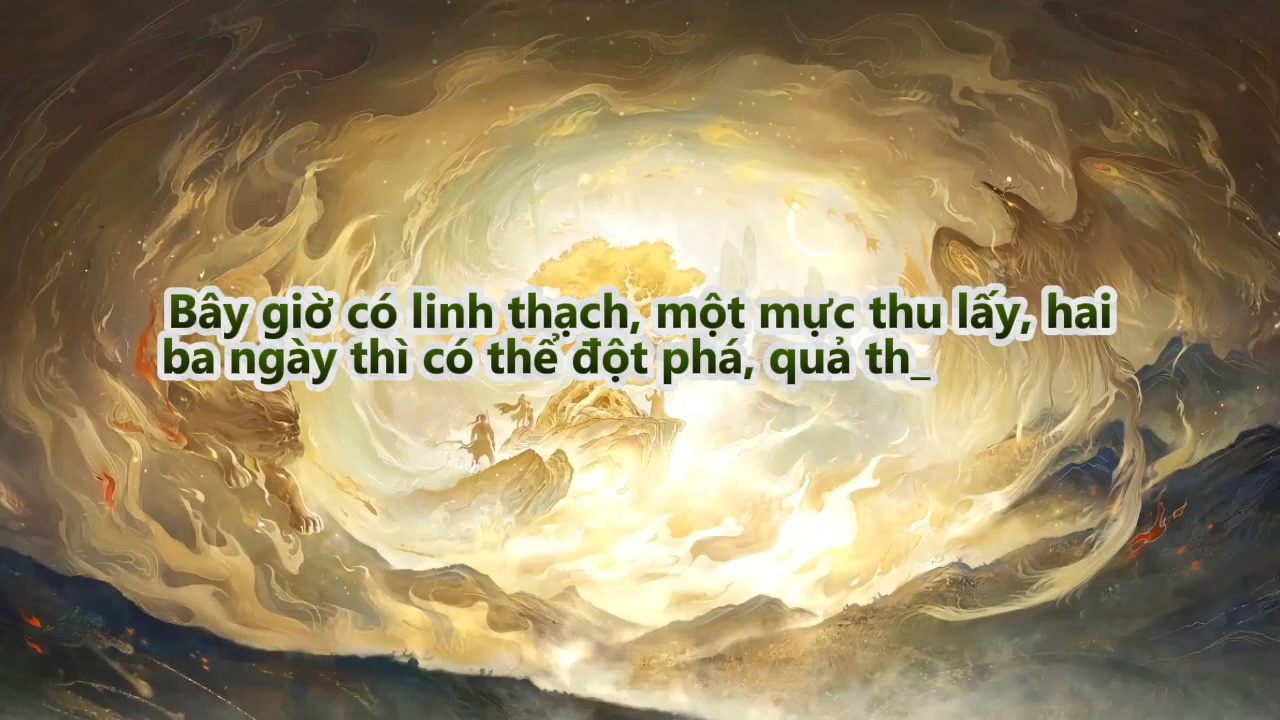 Bây giờ có linh thạch, một mực thu lấy, hai
ba ngày thì có thể đột phá, quả th_